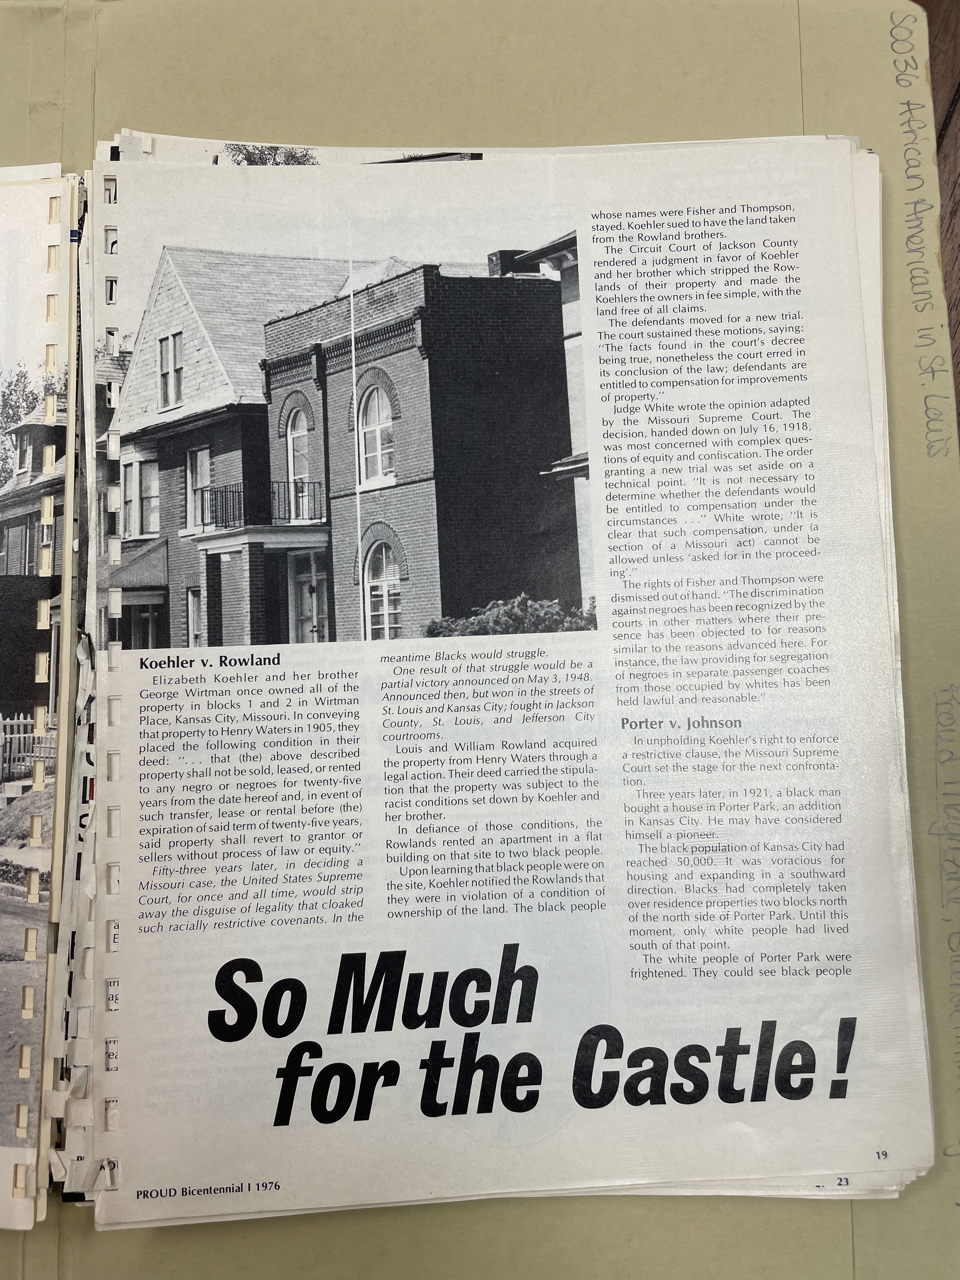 Koehler v. Rowland
Elizabeth Koehler and her brother
George Wirtman once owned all of the
property in blocks 1 and 2 in Wirtman
Place, Kansas City, Missouri. In conveying
that property to Henry Waters in 1905, they
placed the following condition in their
deed: “. . . that (the) above described
property shall not be sold, leased, or rented
to any negro or negroes for twenty-five
years from the date hereof and, in event of
such transfer, lease or rental before (the)
expiration of said term of twenty-five years,
said property shall revert to grantor or
sellers without process of law or equity.”
Fifty-three years later, in deciding a
Missouri case, the United States Supreme
Court, for once and all time, would strip
away the disguise of legality that cloaked
such racially restrictive covenants. In the
meantime Blacks would struggle.
One result of that struggle would be a
partial victory announced on May 3, 1948.
Announced then, but won in the streets of
St. Louis and Kansas City; fought in Jackson
County, St. Louis, and Jefferson City
courtrooms.
Louis and William Rowland acquired
the property from Henry Waters through a
legal action. Their deed carried the stipula-
tion that the property was subject to the
racist conditions set down by Koehler and
her brother.
In defiance of those conditions, the
Rowlands rented an apartment in a flat
building on that site to two black people.
Upon learning that black people were on
the site, Koehler notified the Rowlands that
they were in violation of a condition of
ownership of the land. The black people
whose names were Fisher and Thompson,
stayed. Koehler sued to have the land taken
from the Rowland brothers.
The Circuit Court of Jackson County
rendered a judgment in favor of Koehler
and her brother which stripped the Row-
lands of their property and made the
Koehlers the owners in fee simple, with the
land free of all claims.
The defendants moved for a new trial.
The court sustained these motions, saying:
“The facts found in the court's decree
being true, nonetheless the court erred in
its conclusion of the law; defendants are
entitled to compensation for improvements
of property.”
Judge White wrote the opinion adapted
by the Missouri Supreme Court. The
decision, handed down on July 16, 1918,
was most concerned with complex ques-
tions of equity and confiscation. The order
granting a new trial was set aside on a
technical point. “It is not necessary to
determine whether the defendants would
be entitled to compensation under the
circumstances . . .” White wrote, “It is
clear that such compensation, under (a
section of a Missouri act) cannot be
allowed unless ‘asked for in the proceed-
ing’.”
The rights of Fisher and Thompson were
dismissed out of hand. “The discrimination
against negroes has been recognized by the
courts in other matters where their pre-
sence has been objected to for reasons
similar to the reasons advanced here. For
instance, the law providing for segregation
of negroes in separate passenger coaches
from those occupied by whites has been
held lawful and reasonable.”
Porter v. Johnson
In unpholding Koehler's right to enforce
a restrictive clause, the Missouri Supreme
Court set the stage for the next confronta-
tion.
Three years later, in 1921, a black man
bought a house in Porter Park, an addition
in Kansas City. He may have considered
himself a pioneer.
The black population of Kansas City had
reached 50,000. It was voracious for
housing and expanding in a southward
direction. Blacks had completely taken
over residence properties two blocks north
of the north side of Porter Park. Until this
moment, only white people had lived
south of that point.
The white people of Porter Park were
frightened. They could see black people
So Much
for the Castle!
19
PROUD Bicentennial I 1976
23
S0036 African Americans in St. Louis